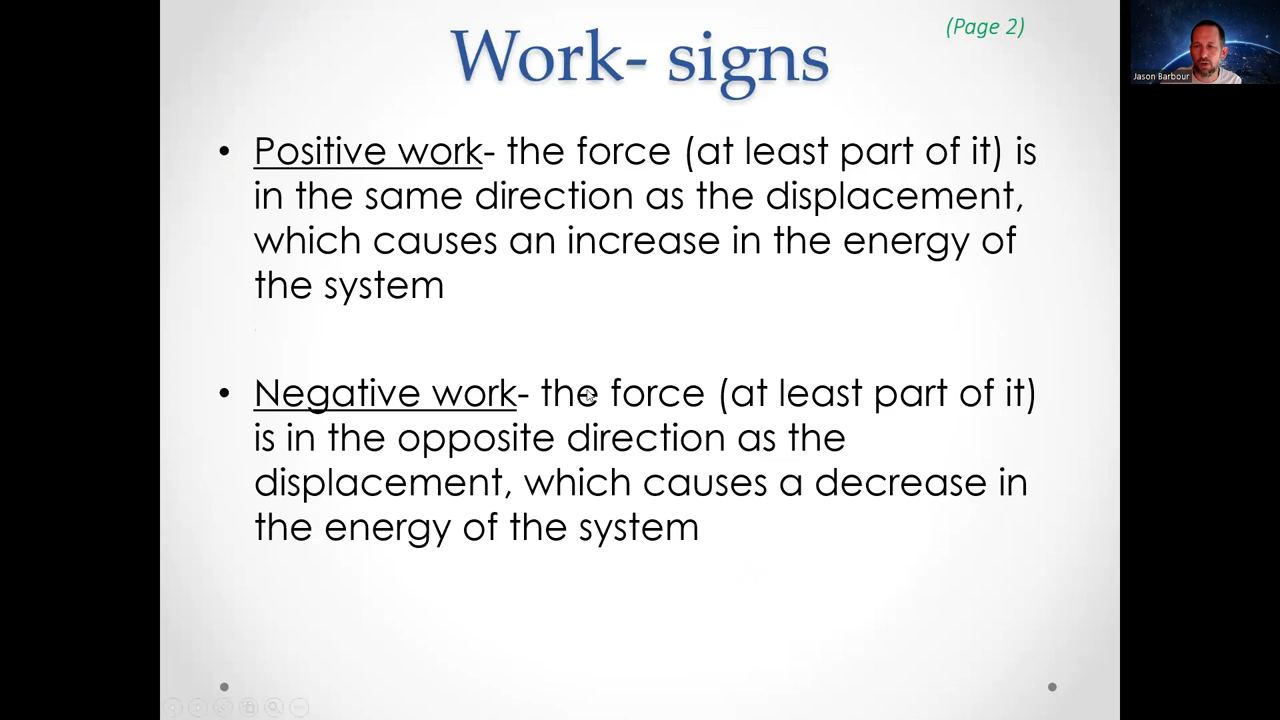 Work- signs
(Page 2)
• Positive work- the force (at least part of it) is
in the same direction as the displacement,
which causes an increase in the energy of
the system
• Negative work- the force (at least part of it)
is in the opposite direction as the
displacement, which causes a decrease in
the energy of the system
Jason Barbour